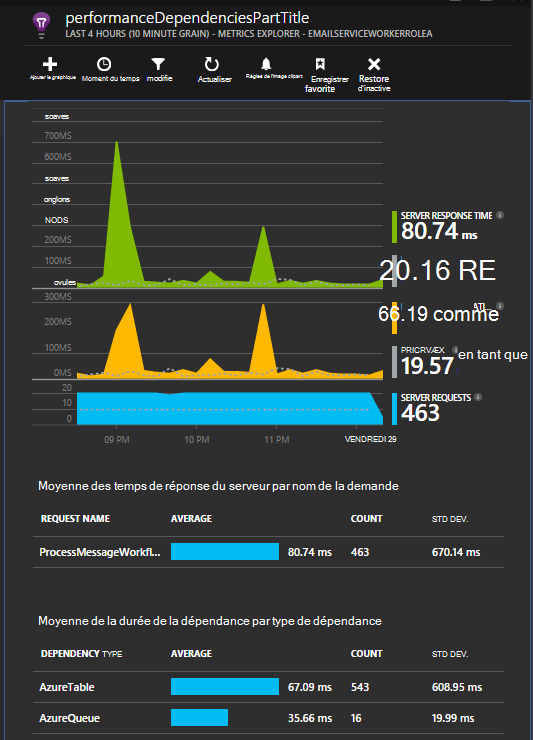 performanceDependenciesPartTitle
LAST 4 HOURS (10 MINUTE GRAIN) - METRICS EXPLORER - EMAILSERVICEWORKERROLEA
Ajouter le graphique
Moment du temps
modifie
Actualiser
Règles de l'image clipart
Enregistrer favorite
Restore d'inactive
soaves
700MS
600MS
soaves
onglons
NODS
200MS
100MS
ovules
SERVER RESPONSE TIME
80.74 ms
20.16 RE
300MS
200MS
100MS
0MS
ATI...
66.19 comme
PRICRVÆX
19.57 en tant que
20
10
0
SERVER REQUESTS
463
09 PM
10 PM
11 PM
VENDREDI 29
Moyenne des temps de réponse du serveur par nom de la demande
REQUEST NAME AVERAGE COUNT STD DEV.
ProcessMessageWorkfl... 80.74 ms 463 670.14 ms
Moyenne de la durée de la dépendance par type de dépendance
DEPENDENCY TYPE AVERAGE COUNT STD DEV.
AzureTable 67.09 ms 543 608.95 ms
AzureQueue 35.66 ms 16 19.99 ms